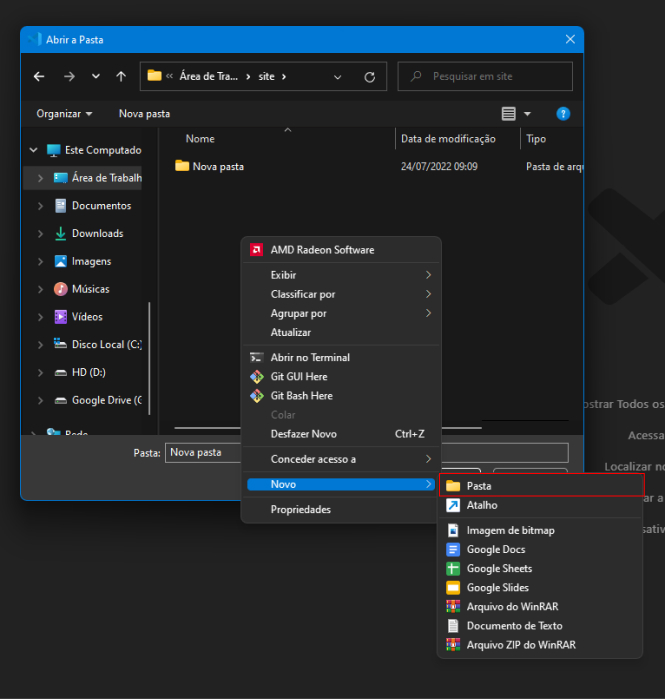 Abrir a Pasta
Área de Tra... site
Pesquisar em site
Organizar Nova pasta
Nome Data de modificação Tipo
Este Computado
Nova pasta 24/07/2022 09:09 Pasta de arqu
Área de Trabalh
Documentos
Downloads
Imagens
Músicas
Vídeos
Disco Local (C:)
HD (D:)
Google Drive (G
Rede
Pasta: Nova pasta
AMD Radeon Software
Exibir
Classificar por
Agrupar por
Atualizar
Abrir no Terminal
Git GUI Here
Git Bash Here
Colar
Desfazer Novo Ctrl+Z
Conceder acesso a
Novo
Propriedades
Pasta
Atalho
Imagem de bitmap
Google Docs
Google Sheets
Google Slides
Arquivo do WinRAR
Documento de Texto
Arquivo ZIP do WinRAR
ostrar Todos os
Acessa
Localizar no
ar a
sativ